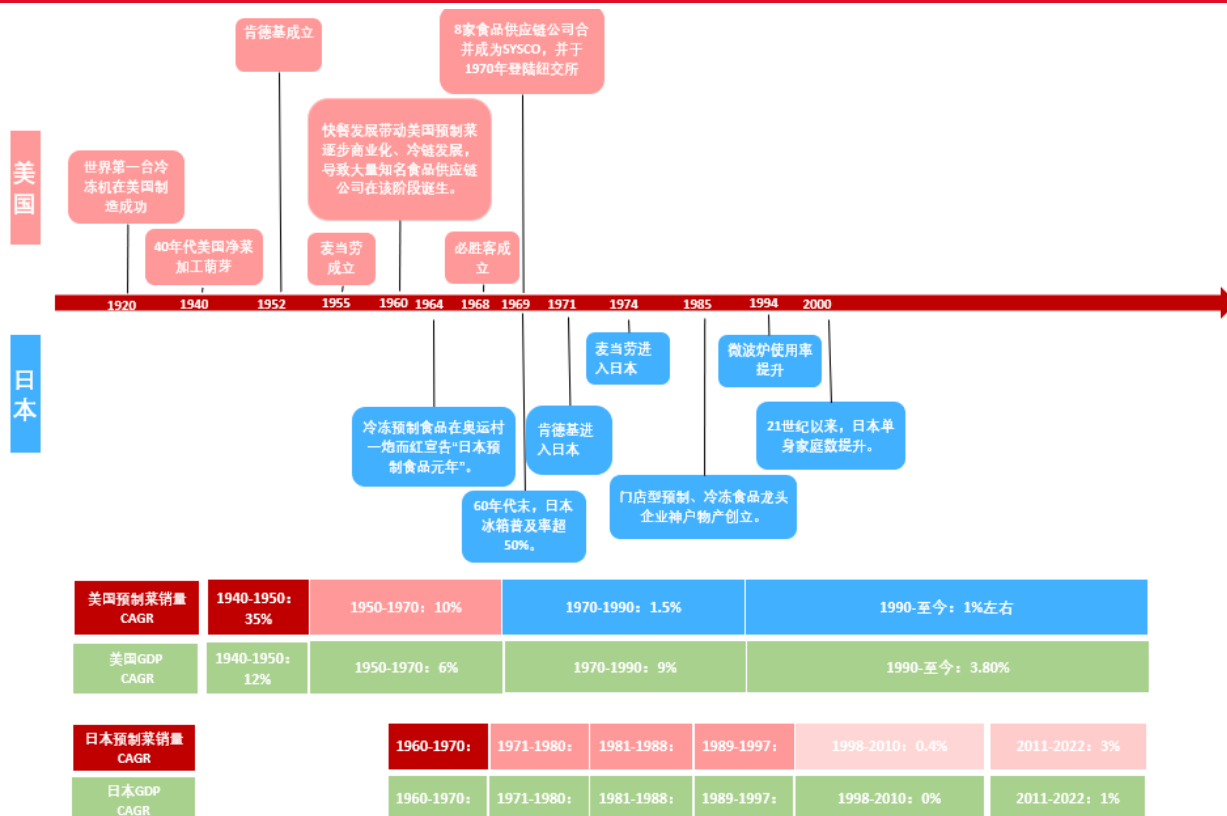 肯德基成立
8家食品供应链公司合
并成为SYSCO，并于
1970年登陆纽交所
快餐发展带动美国预制菜
逐步商业化、冷链发展，
导致大量知名食品供应链
公司在该阶段诞生。
美
国
世界第一台冷
冻机在美国制
造成功
40年代美国净菜
加工萌芽
麦当劳
成立
必胜客成
立
1920 1940 1952 1955 1960 1964 1968 1969 1971 1974 1985 1994 2000
日
本
麦当劳进
入日本
微波炉使用率
提升
冷冻预制食品在奥运村
一炮而红宣告“日本预
制食品元年”。
肯德基进
入日本
21世纪以来，日本单
身家庭数提升。
60年代末，日本
冰箱普及率超
50%。
门店型预制、冷冻食品龙头
企业神户物产创立。
美国预制菜销量
CAGR
1940-1950：
35%
1950-1970：10%
1970-1990：1.5%
1990-至今：1%左右
美国GDP
CAGR
1940-1950：
12%
1950-1970：6%
1970-1990：9%
1990-至今：3.80%
日本预制菜销量
CAGR
1960-1970：
1971-1980：
1981-1988：
1989-1997：
1998-2010：0.4%
2011-2022：3%
日本GDP
CAGR
1960-1970：
1971-1980：
1981-1988：
1989-1997：
1998-2010：0%
2011-2022：1%